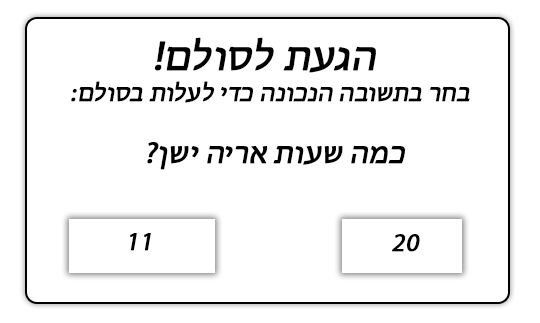 הגעת לסולם!
בחר בתשובה הנכונה כדי לעלות בסולם:
כמה שעות אריה ישן?
20
11